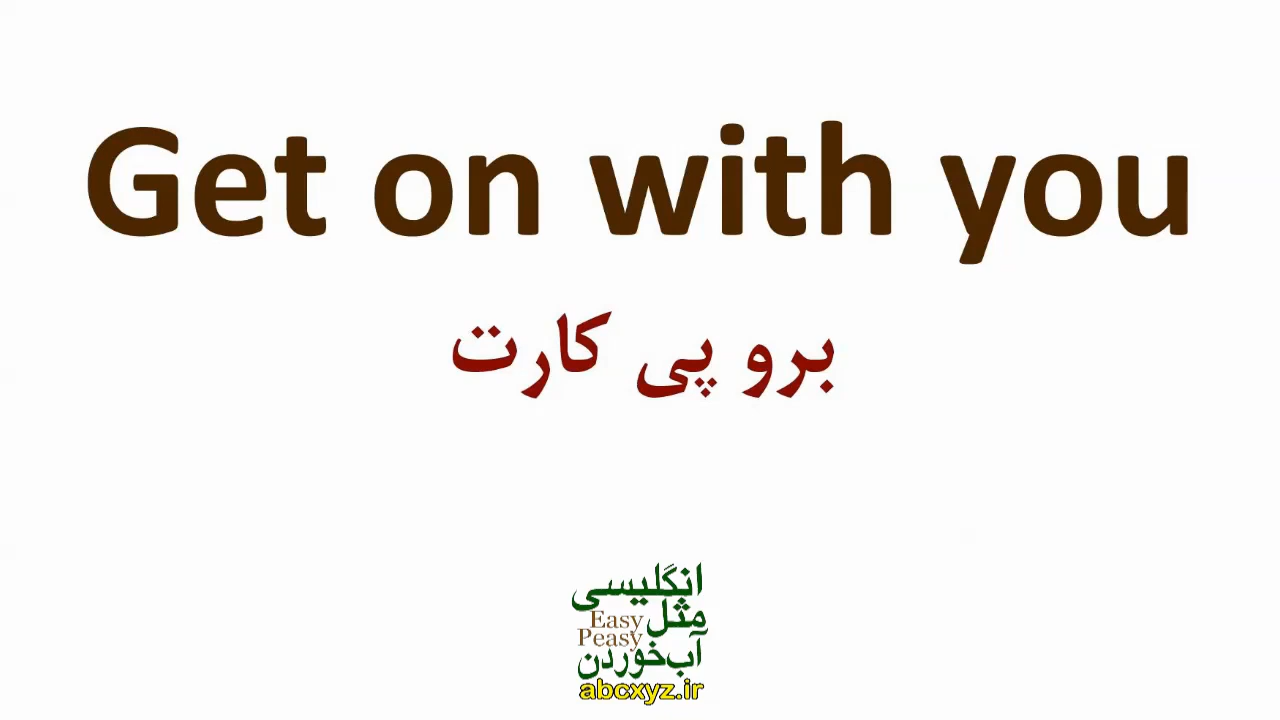 Get on with you
برو پی کارت
انگلیسی
مثل Easy
Peasy
آب‌خوردن
abcxyz.ir